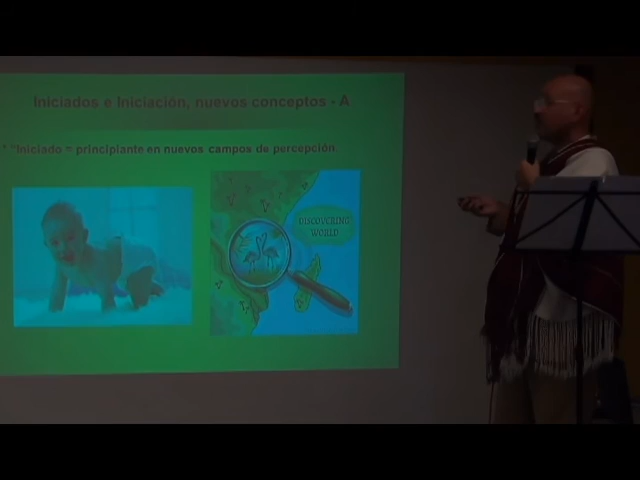 Iniciados e Iniciación, nuevos conceptos - A
* "Iniciado = principiante en nuevos campos de percepción.
DISCOVERING
WORLD